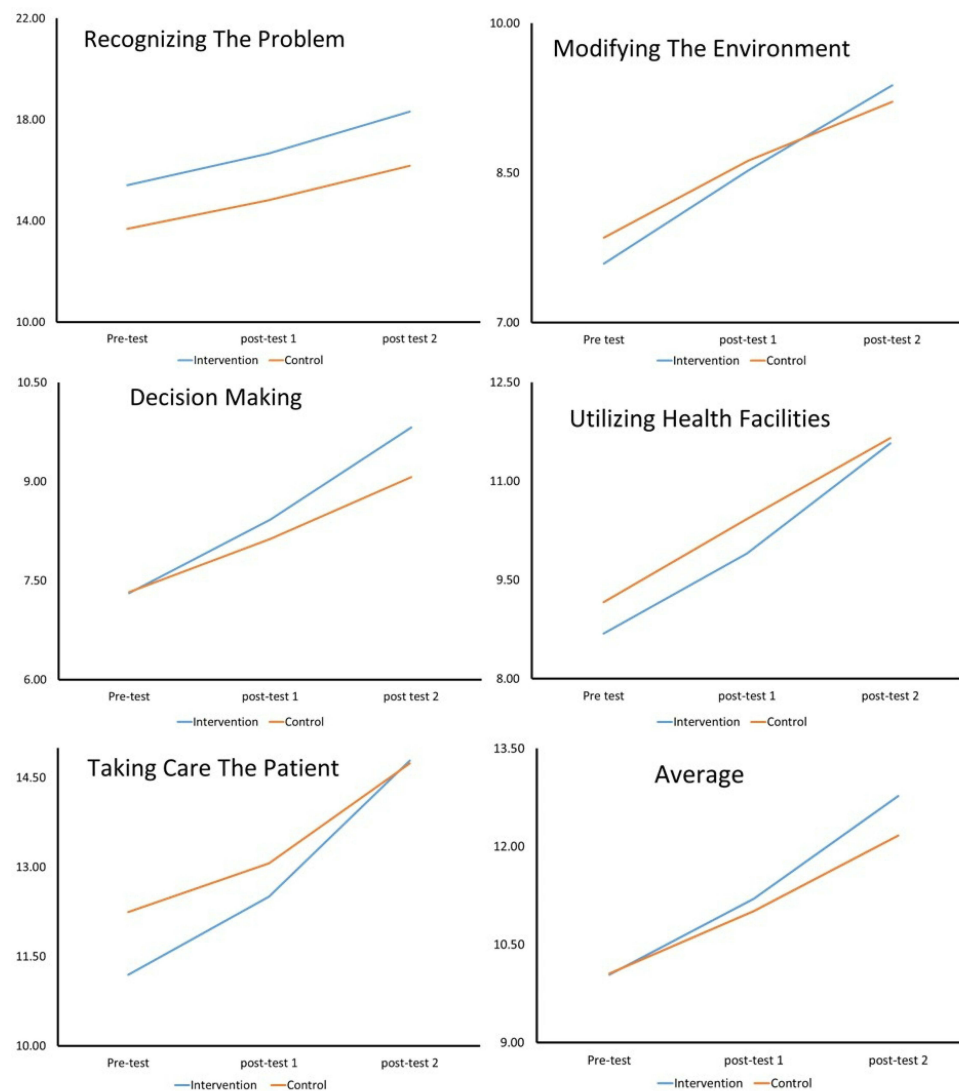 Recognizing The Problem
22.00
18.00
14.00
10.00
Pre-test post-test 1 post test 2
Intervention Control
Modifying The Environment
10.00
8.50
7.00
Pre test post-test 1 post-test 2
Intervention Control
Decision Making
10.50
9.00
7.50
6.00
Pre-test post-test 1 post test 2
Intervention Control
Utilizing Health Facilities
12.50
11.00
9.50
8.00
Pre test post-test 1 post-test 2
Intervention Control
Taking Care The Patient
14.50
13.00
11.50
10.00
Pre-test post-test 1 post-test 2
Intervention Control
Average
13.50
12.00
10.50
9.00
Pre-test post-test 1 post-test 2
Intervention Control